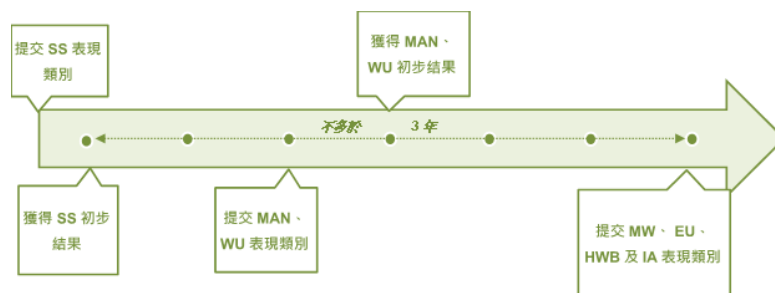 提交 SS 表現
類別
獲得 MAN、
WU 初步結果
不多於 3 年
獲得 SS 初步
結果
提交 MAN、
WU 表現類別
提交 MW、 EU、
HWB 及 IA 表現類別